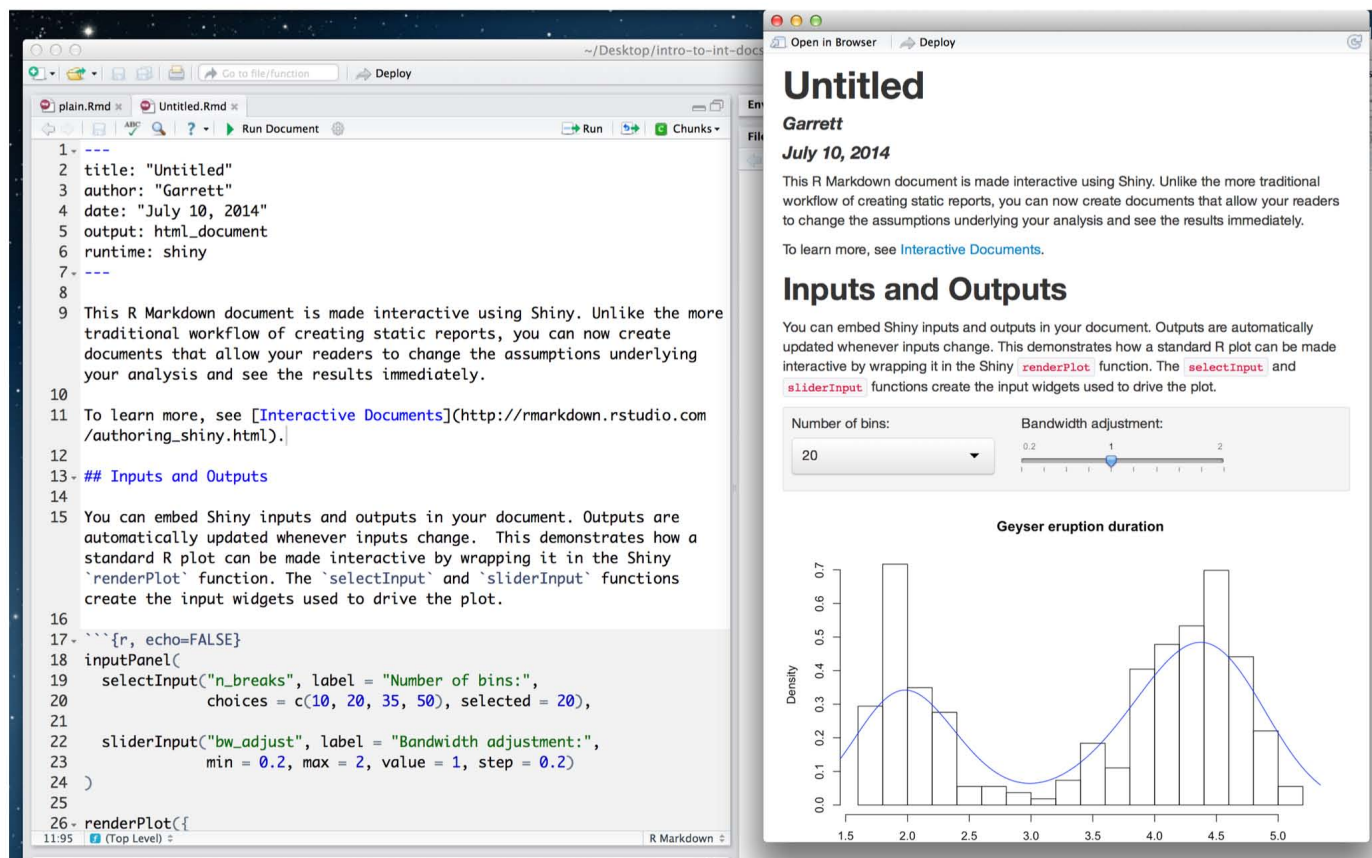 ~/Desktop/intro-to-int-docs
Go to file/function
Deploy
plain.Rmd
Untitled.Rmd
ABC
Run Document
Run
Chunks
1 ---
2 title: "Untitled"
3 author: "Garrett"
4 date: "July 10, 2014"
5 output: html_document
6 runtime: shiny
7 ---
8
9 This R Markdown document is made interactive using Shiny. Unlike the more
traditional workflow of creating static reports, you can now create
documents that allow your readers to change the assumptions underlying
your analysis and see the results immediately.
10
11 To learn more, see [Interactive Documents](http://rmarkdown.rstudio.com
/authoring_shiny.html).
12
13 ## Inputs and Outputs
14
15 You can embed Shiny inputs and outputs in your document. Outputs are
automatically updated whenever inputs change.  This demonstrates how a
standard R plot can be made interactive by wrapping it in the Shiny
`renderPlot` function. The `selectInput` and `sliderInput` functions
create the input widgets used to drive the plot.
16
17 ```{r, echo=FALSE}
18 inputPanel(
19   selectInput("n_breaks", label = "Number of bins:",
20               choices = c(10, 20, 35, 50), selected = 20),
21
22   sliderInput("bw_adjust", label = "Bandwidth adjustment:",
23               min = 0.2, max = 2, value = 1, step = 0.2)
24 )
25
26 renderPlot({
11:95 (Top Level)
R Markdown
Env
File
Open in Browser
Deploy
Untitled
Garrett
July 10, 2014
This R Markdown document is made interactive using Shiny. Unlike the more traditional
workflow of creating static reports, you can now create documents that allow your readers
to change the assumptions underlying your analysis and see the results immediately.
To learn more, see Interactive Documents.
Inputs and Outputs
You can embed Shiny inputs and outputs in your document. Outputs are automatically
updated whenever inputs change. This demonstrates how a standard R plot can be made
interactive by wrapping it in the Shiny renderPlot function. The selectInput and
sliderInput functions create the input widgets used to drive the plot.
Number of bins:
20
Bandwidth adjustment:
0.2 1 2
Geyser eruption duration
Density
0.7
0.6
0.5
0.4
0.3
0.2
0.1
0.0
1.5 2.0 2.5 3.0 3.5 4.0 4.5 5.0